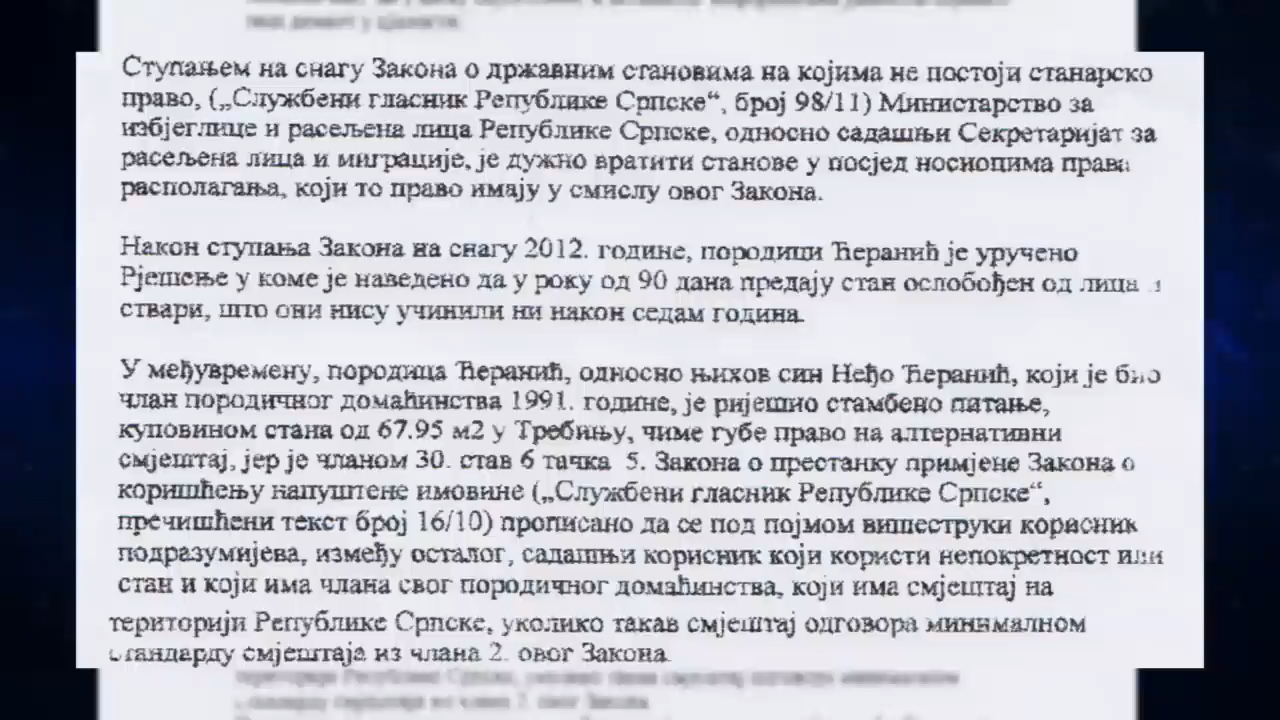 Ступањем на снагу Закона о државним становима на којима не постоји станарско
право, („Службени гласник Републике Српске“, број 98/11) Министарство за
избјеглице и расељена лица Републике Српске, односно садашњи Секретаријат за
расељена лица и миграције, је дужно вратити станове у посјед носиоцима права
располагања, који то право имају у смислу овог Закона.
Након ступања Закона на снагу 2012. године, породици Ћеранић је уручено
Рјешење у коме је наведено да у року од 90 дана предају стан ослобођен од лица и
ствари, што они нису учинили ни након седам година.
У међувремену, породица Ћеранић, односно њихов син Неђо Ћеранић, који је био
члан породичног домаћинства 1991. године, је ријешио стамбено питање,
куповином стана од 67.95 м2 у Требињу, чиме губе право на алтернативни
смјештај, јер је чланом 30. став 6 тачка 5. Закона о престанку примјене Закона о
коришћењу напуштене имовине („Службени гласник Републике Српске“,
пречишћени текст број 16/10) прописано да се под појмом вишеструки корисник
подразумијева, између осталог, садашњи корисник који користи непокретност или
стан и који има члана свог породичног домаћинства, који има смјештај на
територији Републике Српске, уколико такав смјештај одговора минималном
стандарду смјештаја из члана 2. овог Закона.